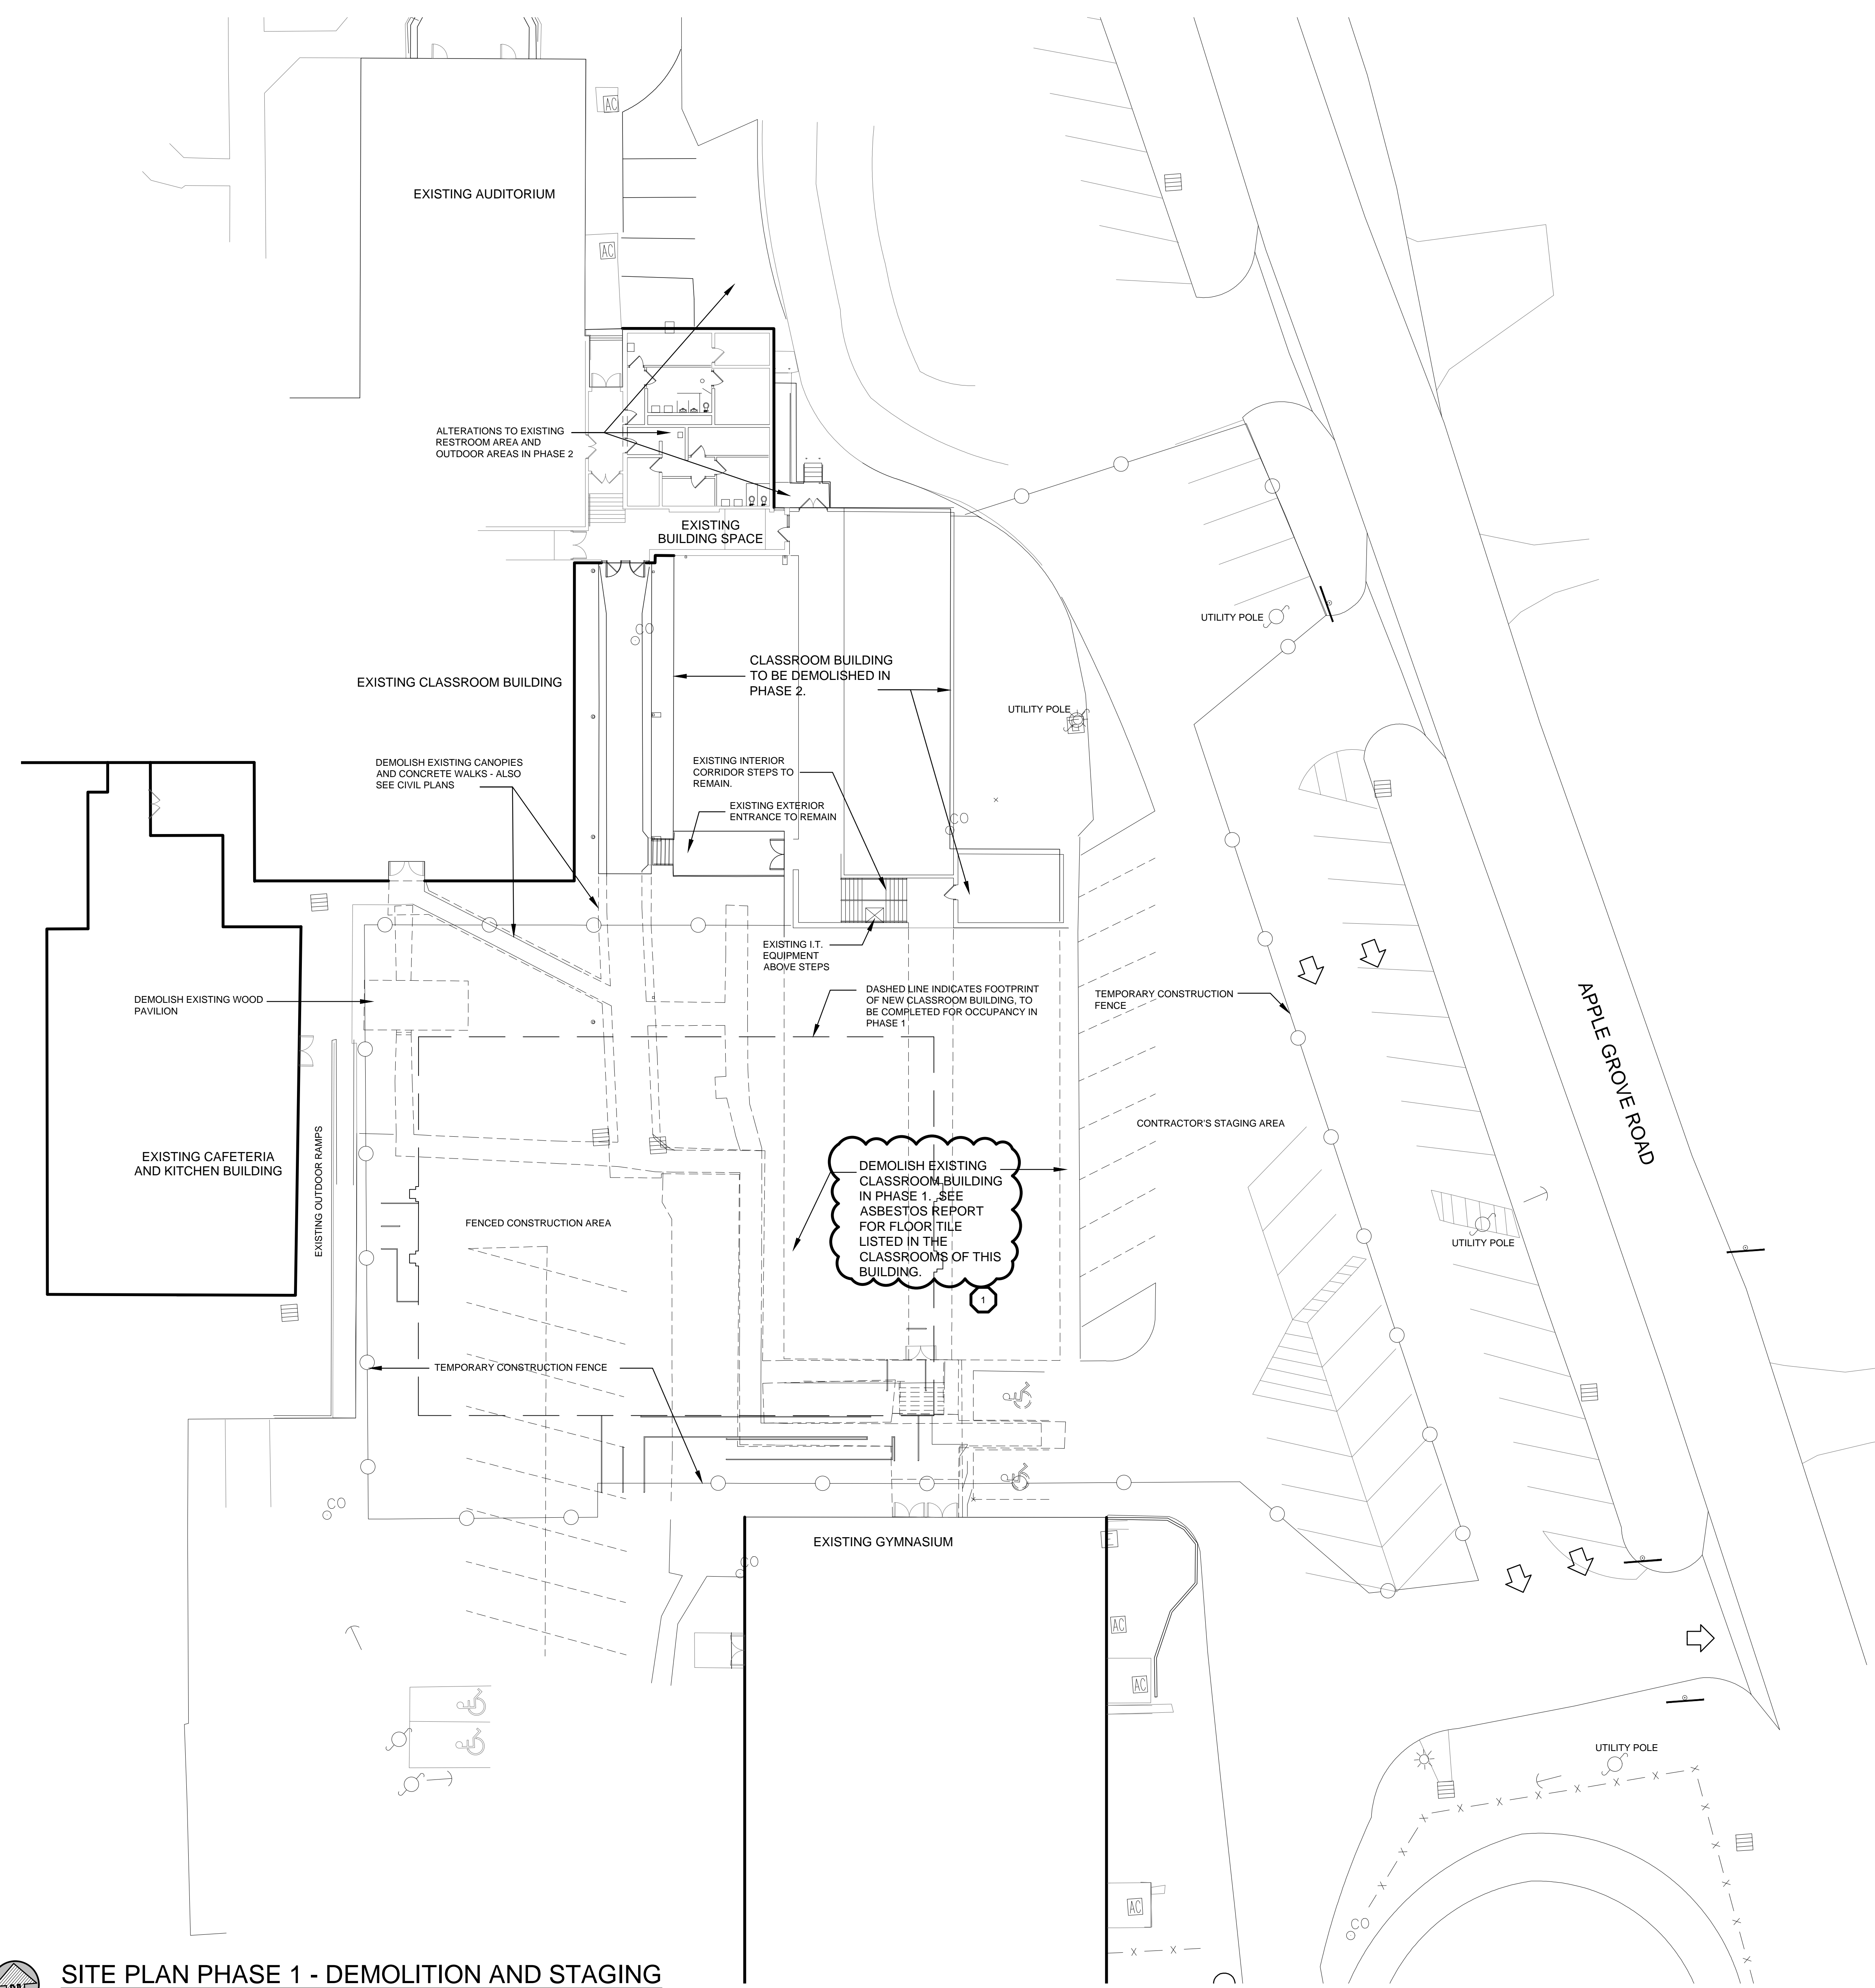 AC
EXISTING AUDITORIUM
AC
ALTERATIONS TO EXISTING
RESTROOM AREA AND
OUTDOOR AREAS IN PHASE 2
EXISTING
BUILDING SPACE
UTILITY POLE
CO
CLASSROOM BUILDING
TO BE DEMOLISHED IN
PHASE 2.
EXISTING CLASSROOM BUILDING
UTILITY POLE
DEMOLISH EXISTING CANOPIES
AND CONCRETE WALKS - ALSO
SEE CIVIL PLANS
EXISTING INTERIOR
CORRIDOR STEPS TO
REMAIN.
EXISTING EXTERIOR
ENTRANCE TO REMAIN
CO
EXISTING I.T.
EQUIPMENT
ABOVE STEPS
DEMOLISH EXISTING WOOD
PAVILION
DASHED LINE INDICATES FOOTPRINT
OF NEW CLASSROOM BUILDING, TO
BE COMPLETED FOR OCCUPANCY IN
PHASE 1
TEMPORARY CONSTRUCTION
FENCE
APPLE GROVE ROAD
CONTRACTOR'S STAGING AREA
EXISTING CAFETERIA
AND KITCHEN BUILDING
EXISTING OUTDOOR RAMPS
DEMOLISH EXISTING
CLASSROOM BUILDING
IN PHASE 1.  SEE
ASBESTOS REPORT
FOR FLOOR TILE
LISTED IN THE
CLASSROOMS OF THIS
BUILDING.
1
FENCED CONSTRUCTION AREA
UTILITY POLE
TEMPORARY CONSTRUCTION FENCE
CO
EXISTING GYMNASIUM
E
CO
AC
AC
UTILITY POLE
AC
CO
SITE PLAN PHASE 1 - DEMOLITION AND STAGING